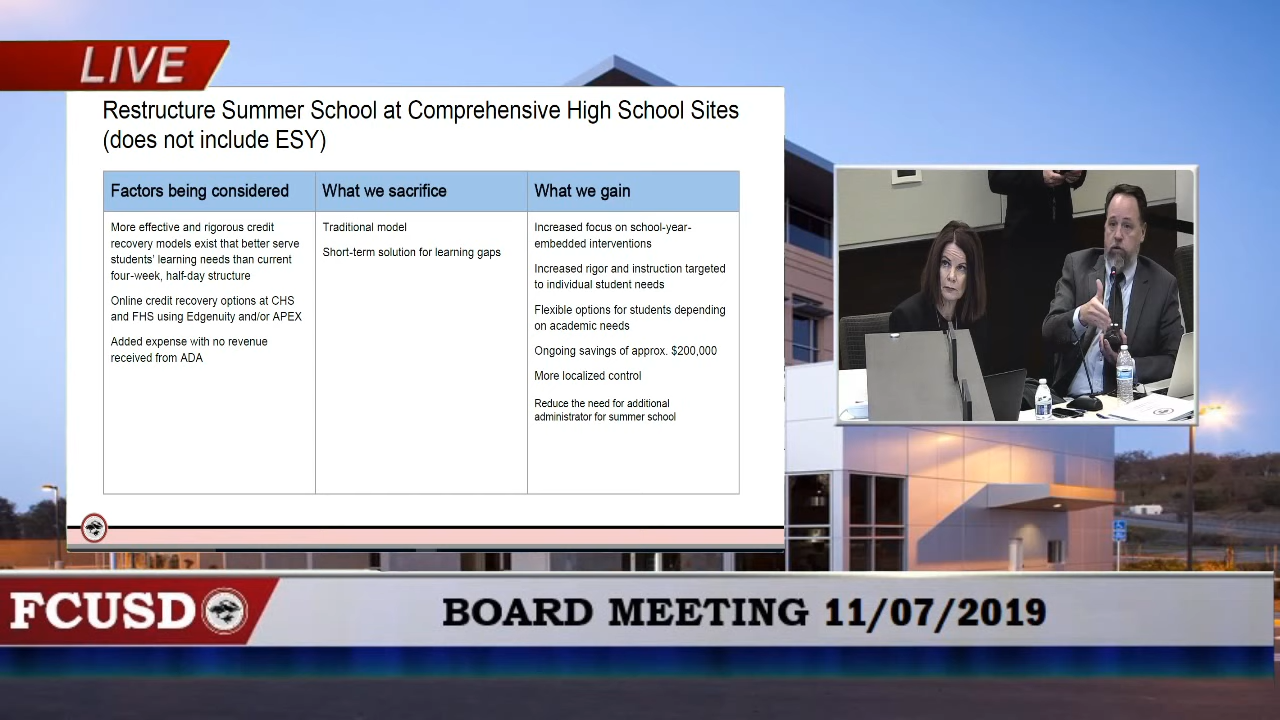 LIVE
Restructure Summer School at Comprehensive High School Sites
(does not include ESY)
Factors being considered
What we sacrifice
What we gain
More effective and rigorous credit
recovery models exist that better serve
students' learning needs than current
four-week, half-day structure
Online credit recovery options at CHS
and FHS using Edgenuity and/or APEX
Added expense with no revenue
received from ADA
Traditional model
Short-term solution for learning gaps
Increased focus on school-year-
embedded interventions
Increased rigor and instruction targeted
to individual student needs
Flexible options for students depending
on academic needs
Ongoing savings of approx. $200,000
More localized control
Reduce the need for additional
administrator for summer school
FCUSD
BOARD MEETING 11/07/2019